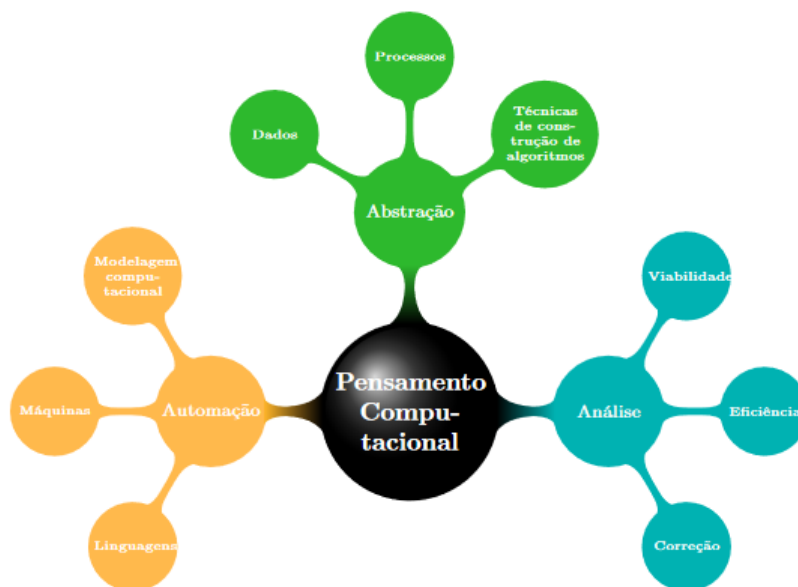 Processos
Dados
Técnicas
de cons-
trução de
algoritmos
Abstração
Modelagem
compu-
tacional
Viabilidade
Máquinas
Automação
Pensamento
Compu-
tacional
Análise
Eficiência
Linguagens
Correção